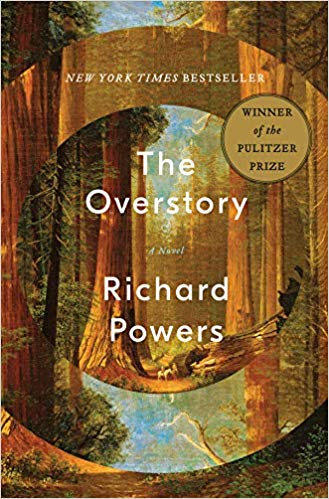 NEW YORK TIMES BESTSELLER
WINNER
of the
PULITZER
PRIZE
The
Overstory
A Novel
Richard
Powers